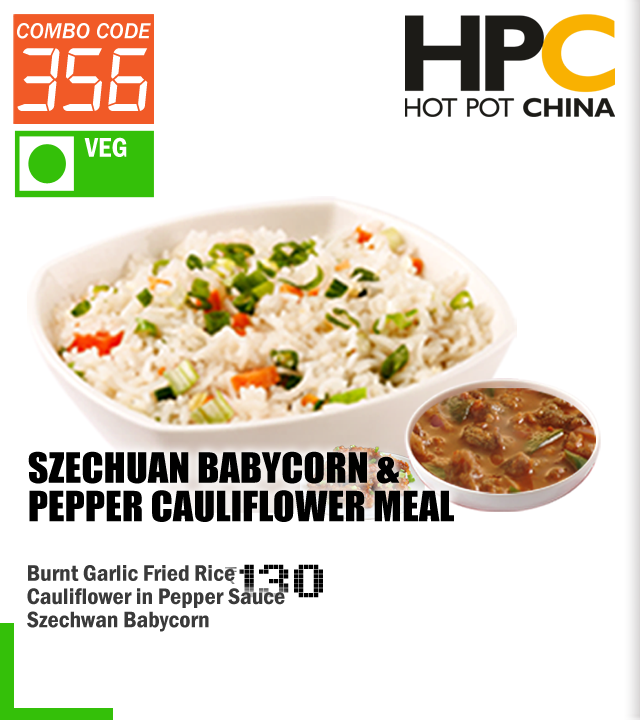 COMBO CODE
356
VEG
HPC
HOT POT CHINA
SZECHUAN BABYCORN &
PEPPER CAULIFLOWER MEAL
Burnt Garlic Fried Rice ₹130
Cauliflower in Pepper Sauce
Szechwan Babycorn